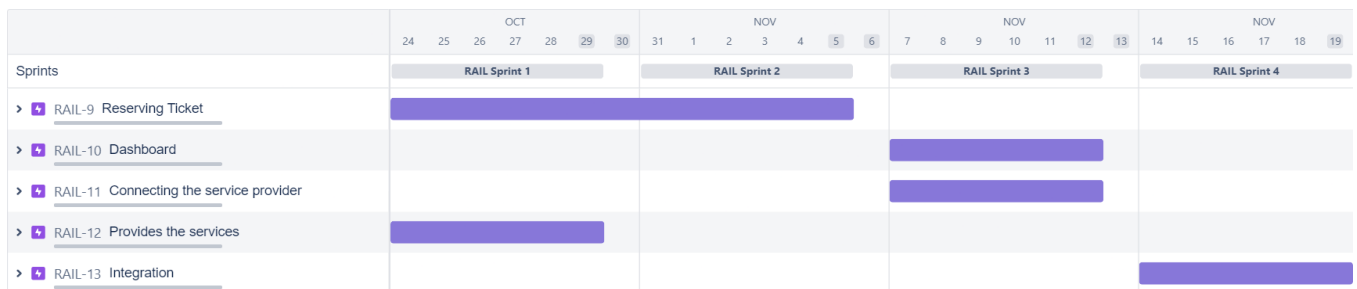 OCT NOV NOV NOV
24 25 26 27 28 29 30 31 1 2 3 4 5 6 7 8 9 10 11 12 13 14 15 16 17 18 19
Sprints RAIL Sprint 1 RAIL Sprint 2 RAIL Sprint 3 RAIL Sprint 4
RAIL-9 Reserving Ticket
RAIL-10 Dashboard
RAIL-11 Connecting the service provider
RAIL-12 Provides the services
RAIL-13 Integration